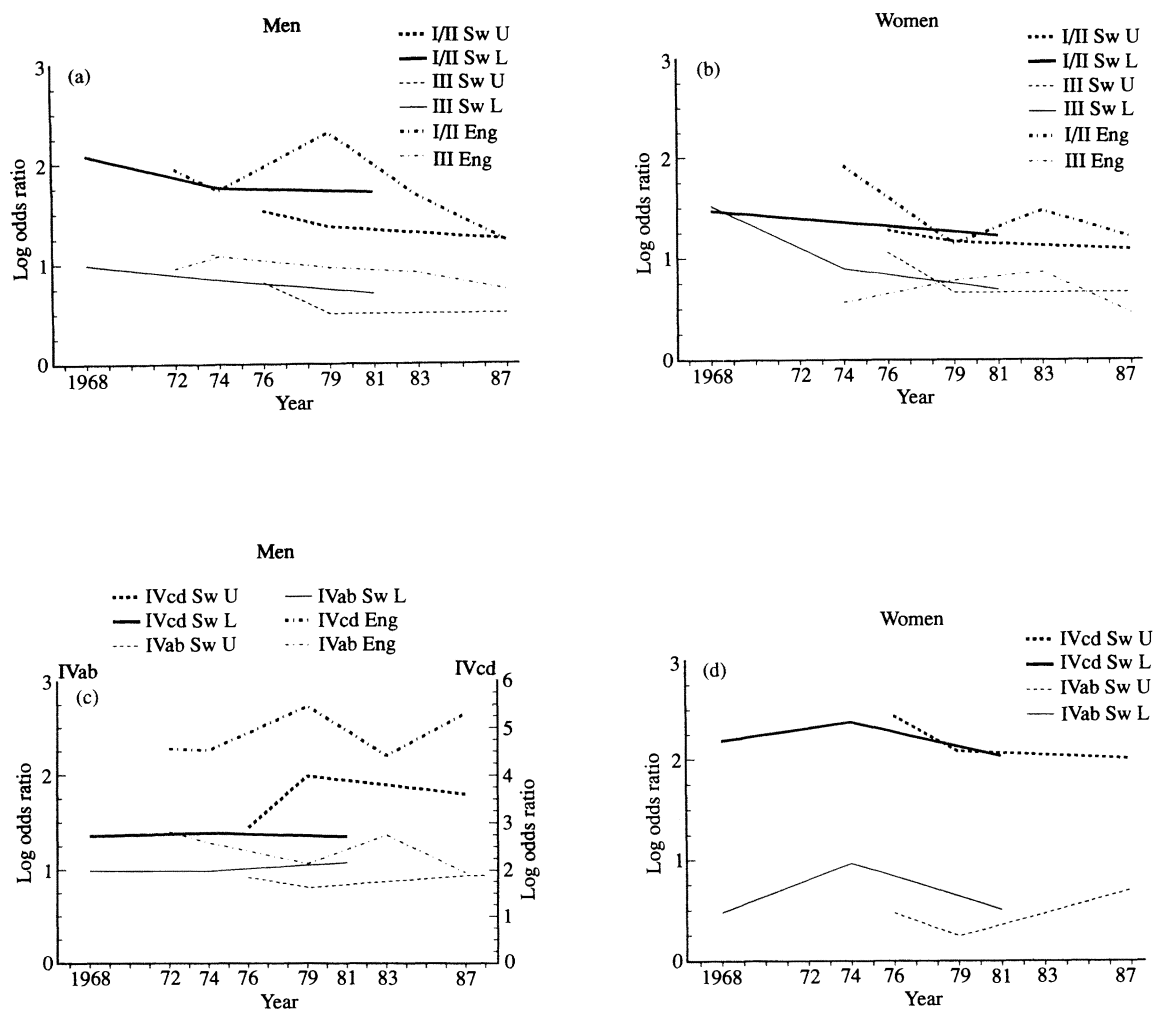 Men
I/II Sw U
I/II Sw L
III Sw U
III Sw L
I/II Eng
III Eng
(a)
3
2
1
0
Log odds ratio
1968 72 74 76 79 81 83 87
Year
Women
I/II Sw U
I/II Sw L
III Sw U
III Sw L
I/II Eng
III Eng
(b)
3
2
1
0
Log odds ratio
1968 72 74 76 79 81 83 87
Year
Men
IVcd Sw U
IVcd Sw L
IVab Sw U
IVab Sw L
IVcd Eng
IVab Eng
IVab
IVcd
(c)
3
2
1
0
Log odds ratio
6
5
4
3
2
1
0
Log odds ratio
1968 72 74 76 79 81 83 87
Year
Women
IVcd Sw U
IVcd Sw L
IVab Sw U
IVab Sw L
(d)
3
2
1
0
Log odds ratio
1968 72 74 76 79 81 83 87
Year